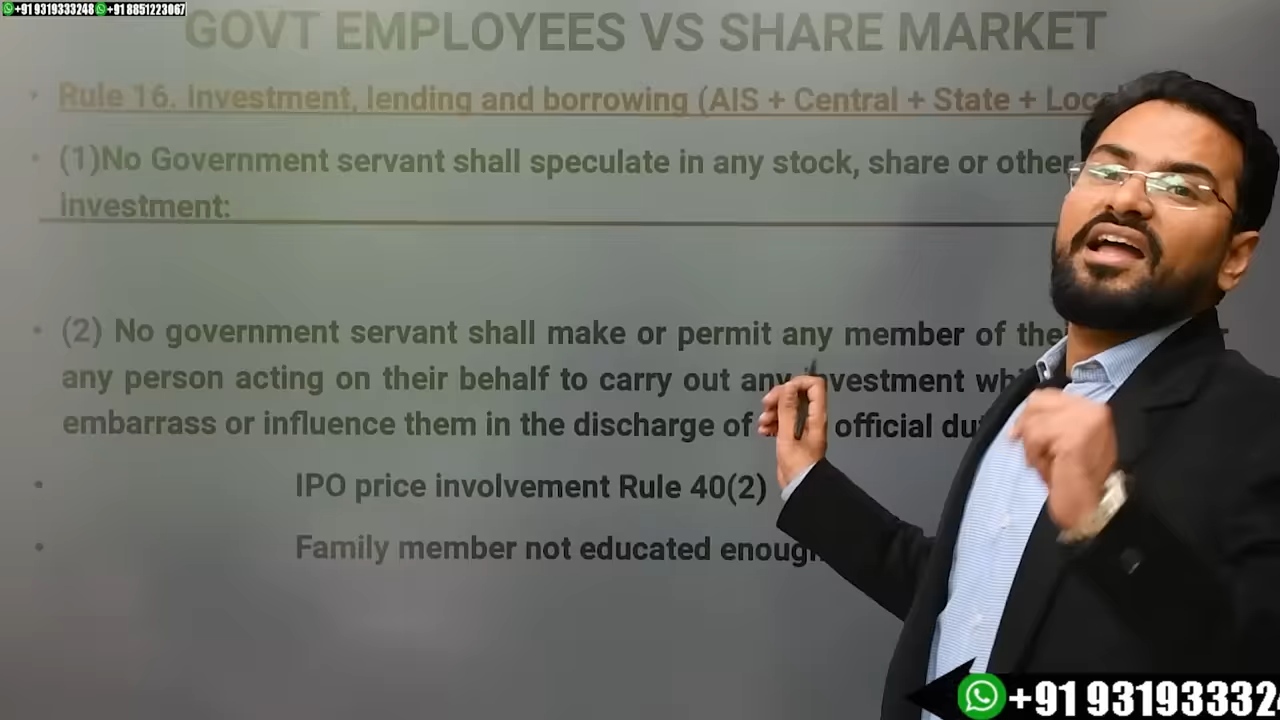 +91 9319333248 +91 8851223067
GOVT EMPLOYEES VS SHARE MARKET
Rule 16. Investment, lending and borrowing (AIS + Central + State + Loc
(1)No Government servant shall speculate in any stock, share or other
investment:
(2) No government servant shall make or permit any member of the
any person acting on their behalf to carry out any investment
embarrass or influence them in the discharge of official
IPO price involvement Rule 40(2)
Family member not educated enough
+91 931933324